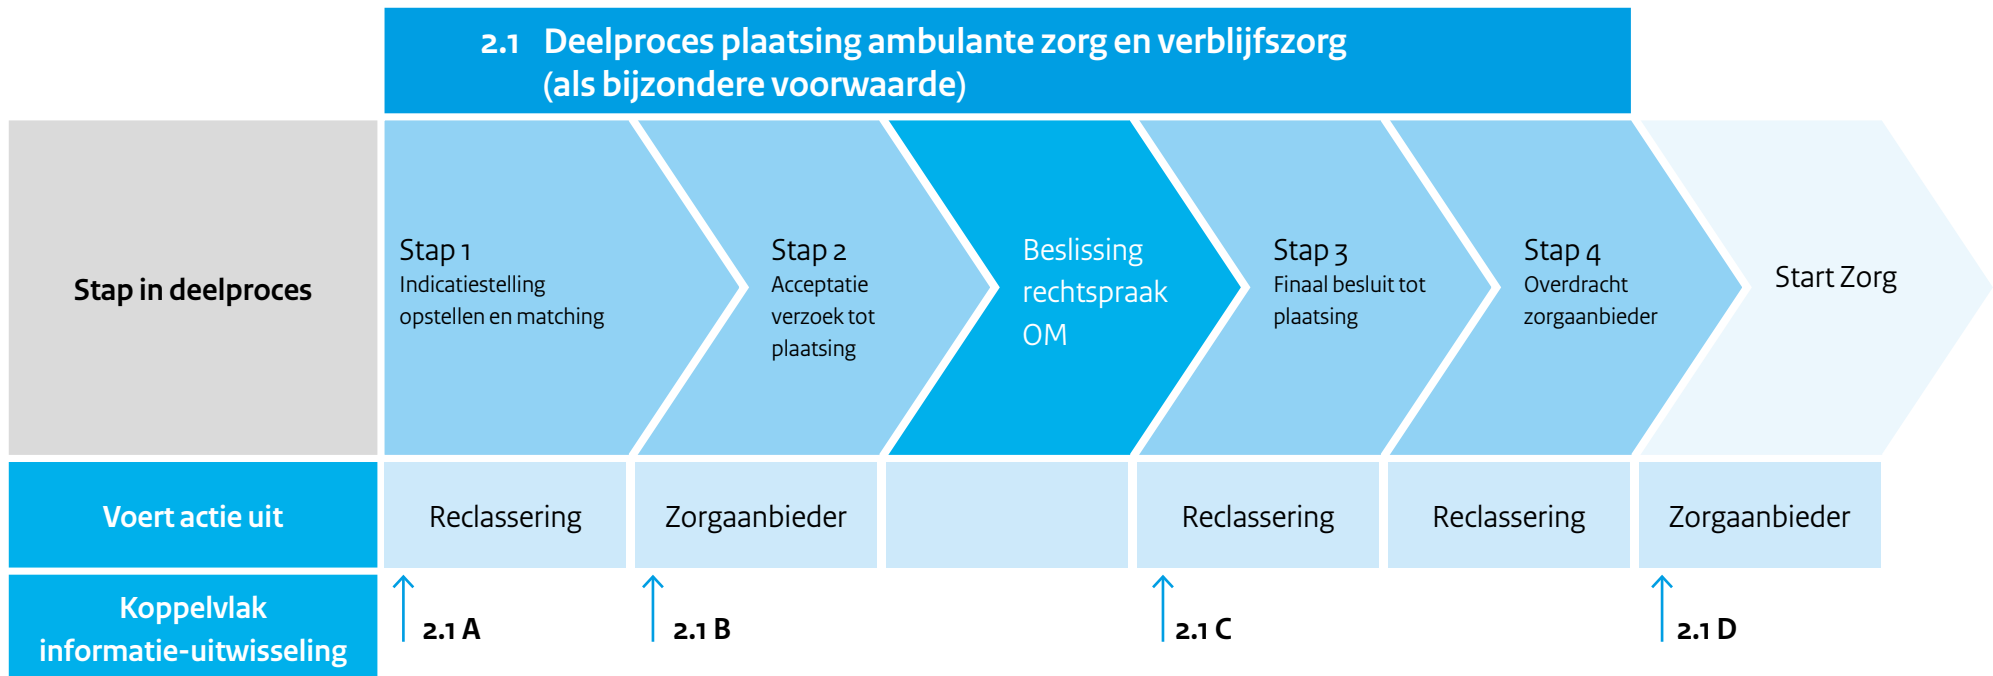 2.1 Deelproces plaatsing ambulante zorg en verblijfszorg
(als bijzondere voorwaarde)
Stap in deelproces
Stap 1
Indicatiestelling
opstellen en matching
Stap 2
Acceptatie
verzoek tot
plaatsing
Beslissing
rechtspraak
OM
Stap 3
Finaal besluit tot
plaatsing
Stap 4
Overdracht
zorgaanbieder
Start Zorg
Voert actie uit
Reclassering
Zorgaanbieder
Reclassering
Reclassering
Zorgaanbieder
Koppelvlak
informatie-uitwisseling
2.1 A
2.1 B
2.1 C
2.1 D